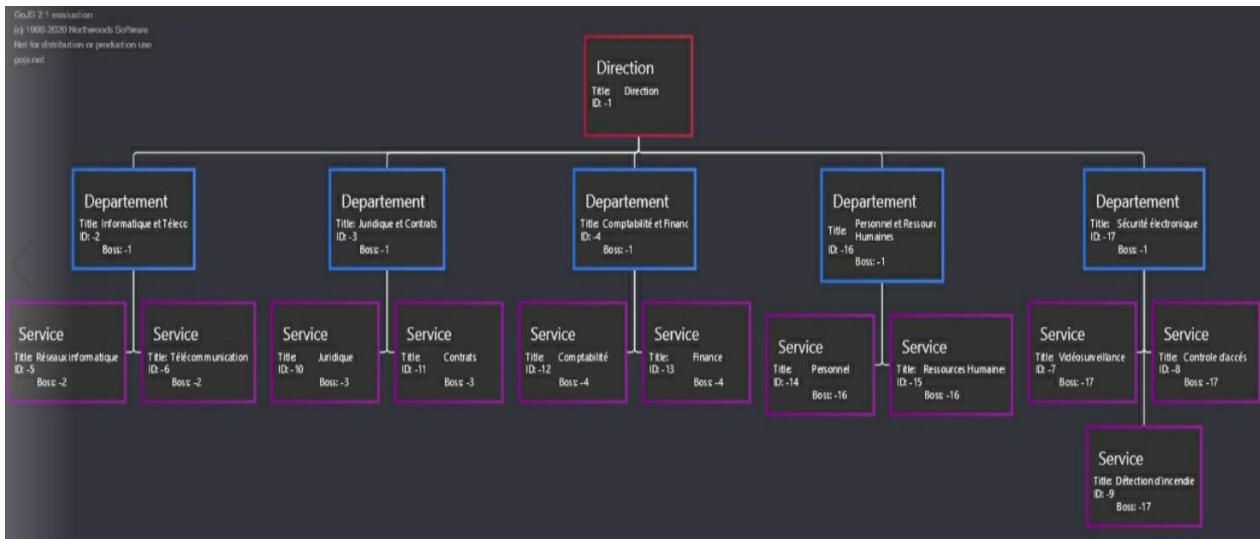 GoJS 2.1 evaluation
(c) 1998-2020 Northwoods Software
Not for distribution or production use
gojs.net
Direction
Title: Direction
ID: -1
Departement
Title: Informatique et Téleco
ID: -2
Boss: -1
Departement
Title: Juridique et Contrats
ID: -3
Boss: -1
Departement
Title: Comptabilité et Financ
ID: -4
Boss: -1
Departement
Title: Personnel et Ressourc
Humaines
ID: -16
Boss: -1
Departement
Title: Sécurité électronique
ID: -17
Boss: -1
Service
Title: Réseaux informatique
ID: -5
Boss: -2
Service
Title: Télécommunication
ID: -6
Boss: -2
Service
Title: Juridique
ID: -10
Boss: -3
Service
Title: Contrats
ID: -11
Boss: -3
Service
Title: Comptabilité
ID: -12
Boss: -4
Service
Title: Finance
ID: -13
Boss: -4
Service
Title: Personnel
ID: -14
Boss: -16
Service
Title: Ressources Humaines
ID: -15
Boss: -16
Service
Title: Vidéosurveillance
ID: -7
Boss: -17
Service
Title: Controle d'accés
ID: -8
Boss: -17
Service
Title: Détection d'incendie
ID: -9
Boss: -17